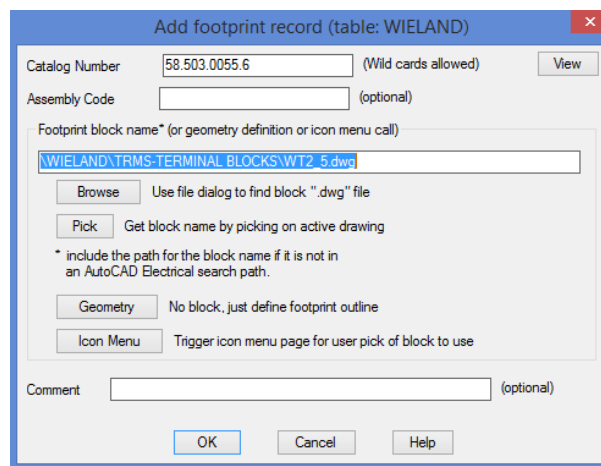 Add footprint record (table: WIELAND)
Catalog Number 58.503.0055.6 (Wild cards allowed) View
Assembly Code (optional)
Footprint block name* (or geometry definition or icon menu call)
\WIELAND\TRMS-TERMINAL BLOCKS\WT2_5.dwg
Browse Use file dialog to find block ".dwg" file
Pick Get block name by picking on active drawing
* include the path for the block name if it is not in
an AutoCAD Electrical search path.
Geometry No block, just define footprint outline
Icon Menu Trigger icon menu page for user pick of block to use
Comment (optional)
OK Cancel Help